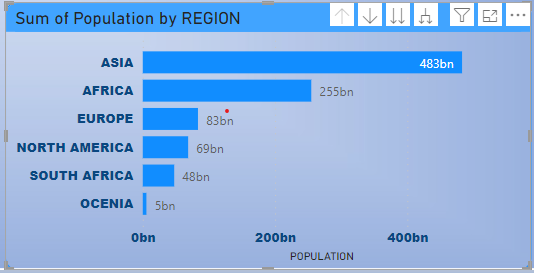 Sum of Population by REGION
ASIA 483bn
AFRICA 255bn
EUROPE 83bn
NORTH AMERICA 69bn
SOUTH AFRICA 48bn
OCENIA 5bn
0bn 200bn 400bn
POPULATION